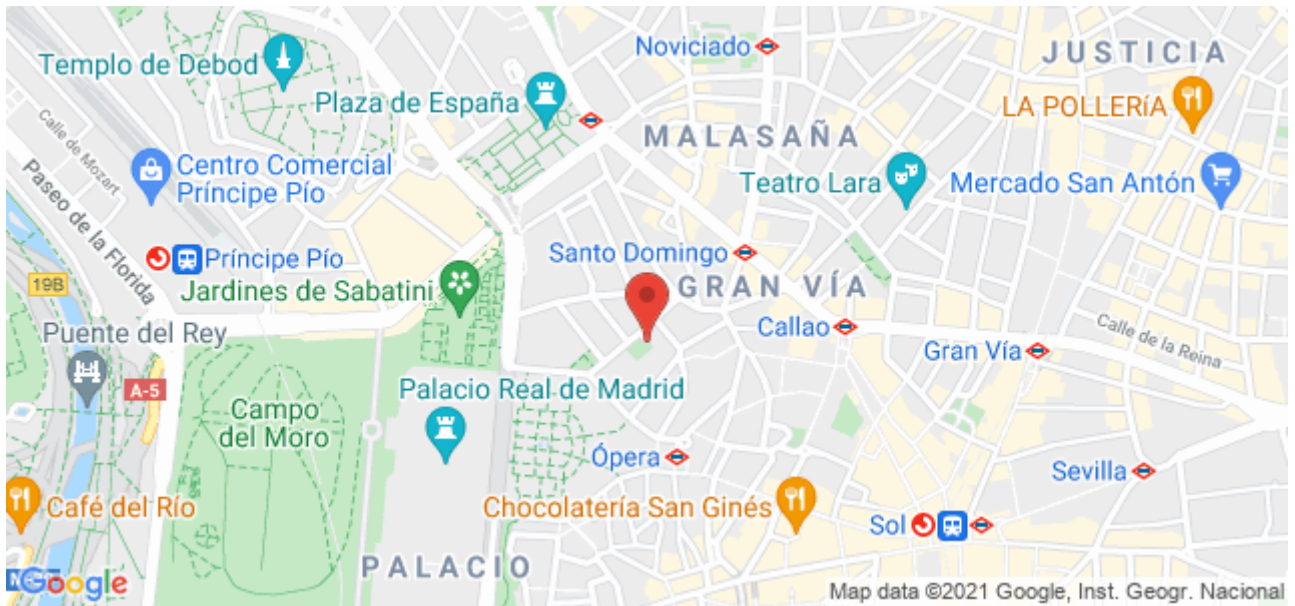 Noviciado
JUSTICIA
Templo de Debod
Plaza de España
LA POLLERíA
Calle de Mozart
MALASAÑA
Centro Comercial
Príncipe Pío
Teatro Lara
Mercado San Antón
Paseo de la Florida
Príncipe Pío
Santo Domingo
19B
Jardines de Sabatini
GRAN VÍA
Puente del Rey
Callao
Calle de la Reina
Gran Vía
A-5
Palacio Real de Madrid
Campo
del Moro
Ópera
Sevilla
Café del Río
Chocolatería San Ginés
Sol
PALACIO
Google
Map data ©2021 Google, Inst. Geogr. Nacional